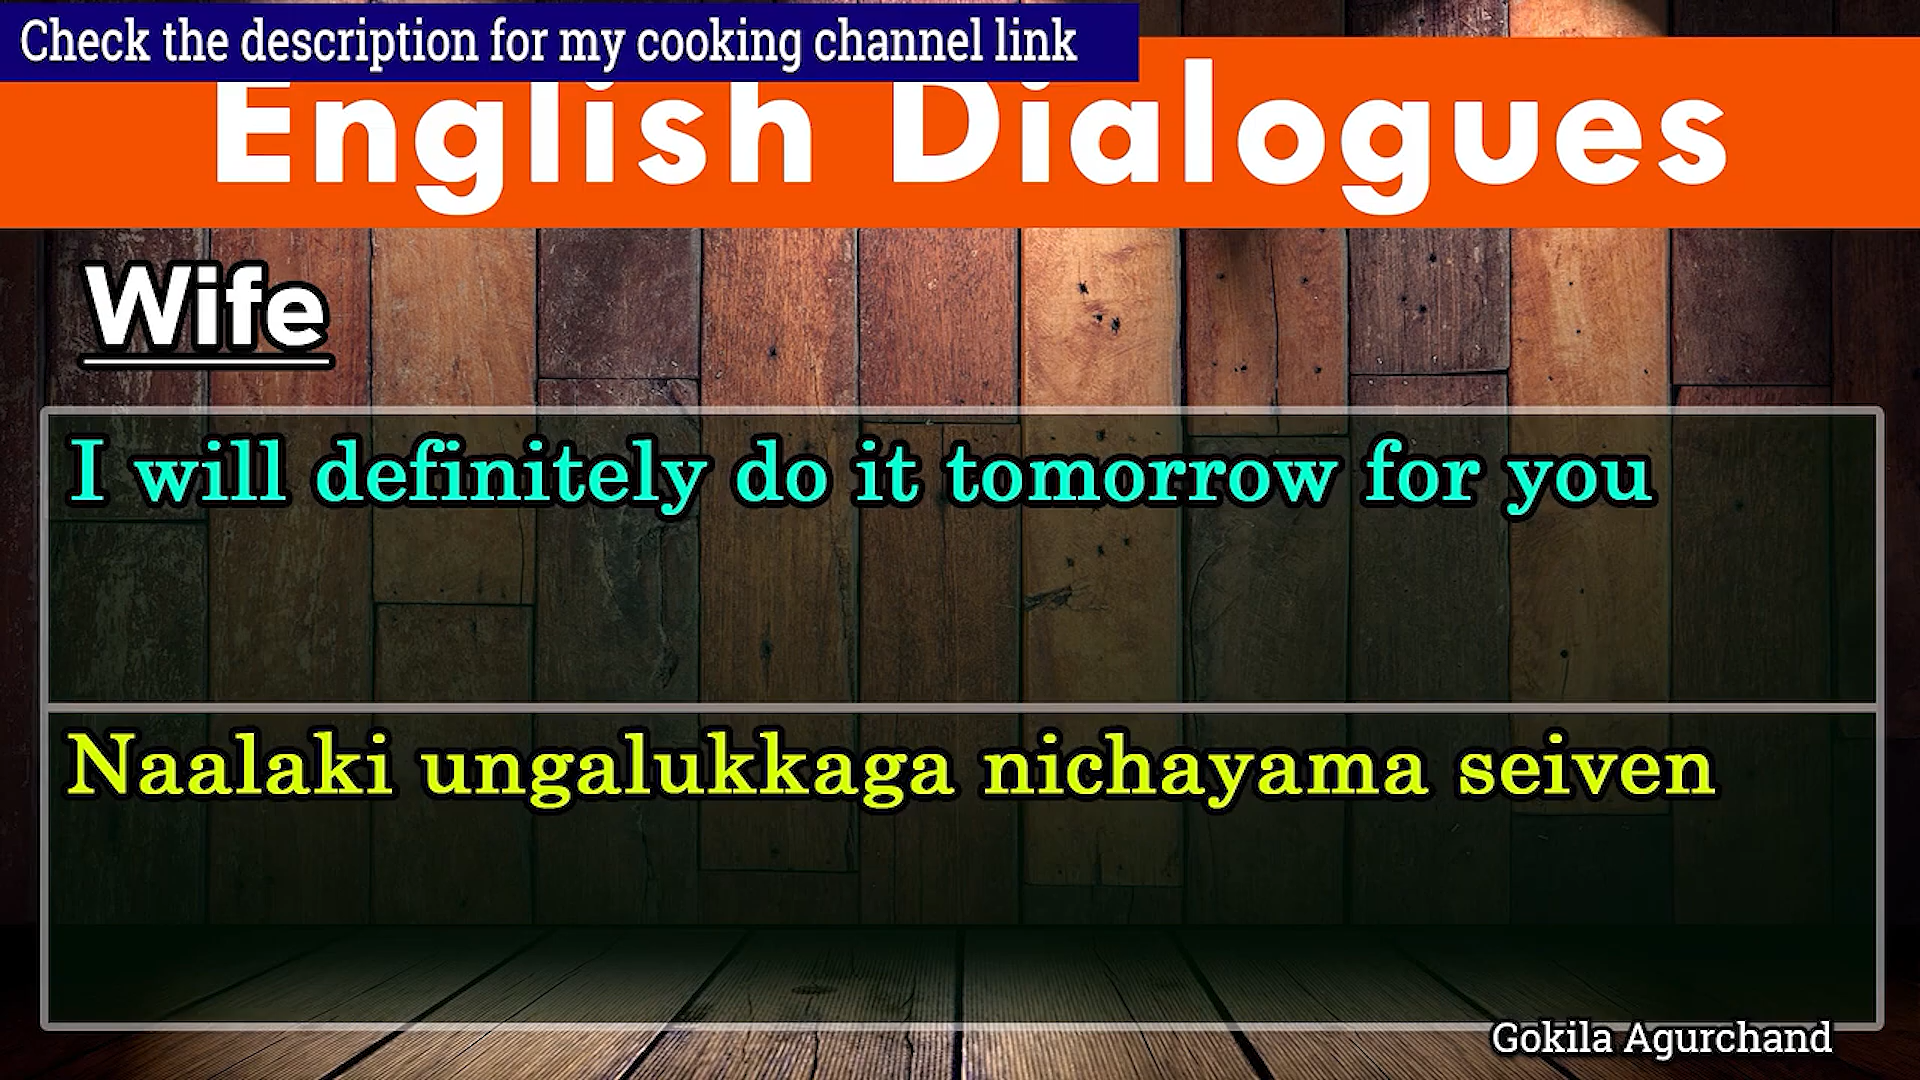 Check the description for my cooking channel link
English Dialogues
Wife
I will definitely do it tomorrow for you
Naalaki ungalukkaga nichayama seiven
Gokila Agurchand